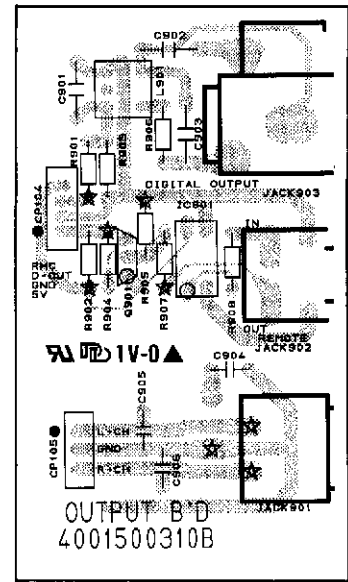 C902
C901
L901
R906
C903
R901
R905
DIGITAL OUTPUT
JACK903
CP104
IC901
IN
RMC
D-OUT
GND
5V
R902
R904
Q901
R905
R907
R908
OUT
REMOTE
JACK902
1V-0
C904
C905
CP105
L-CH
GND
R-CH
C906
JACK901
OUTPUT B'D
4001500310B